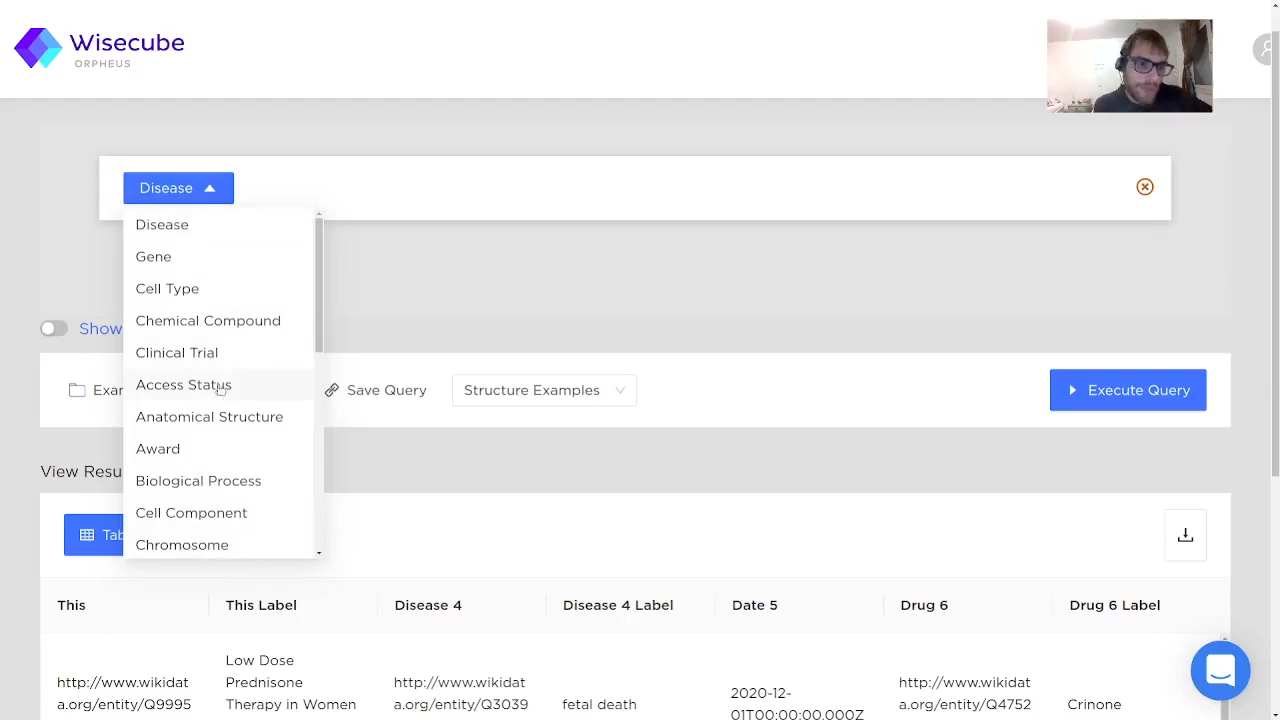 Wisecube
ORPHEUS
Disease
Disease
Gene
Cell Type
Chemical Compound
Clinical Trial
Access Status
Anatomical Structure
Award
Biological Process
Cell Component
Chromosome
Show
Exam
Save Query
Structure Examples
Execute Query
View Resu
Tab
This
This Label
Disease 4
Disease 4 Label
Date 5
Drug 6
Drug 6 Label
http://www.wikidat
a.org/entity/Q9995
Low Dose
Prednisone
Therapy in Women
http://www.wikidat
a.org/entity/Q3039
fetal death
2020-12-
01T00:00:00.000Z
http://www.wikidat
a.org/entity/Q4752
Crinone